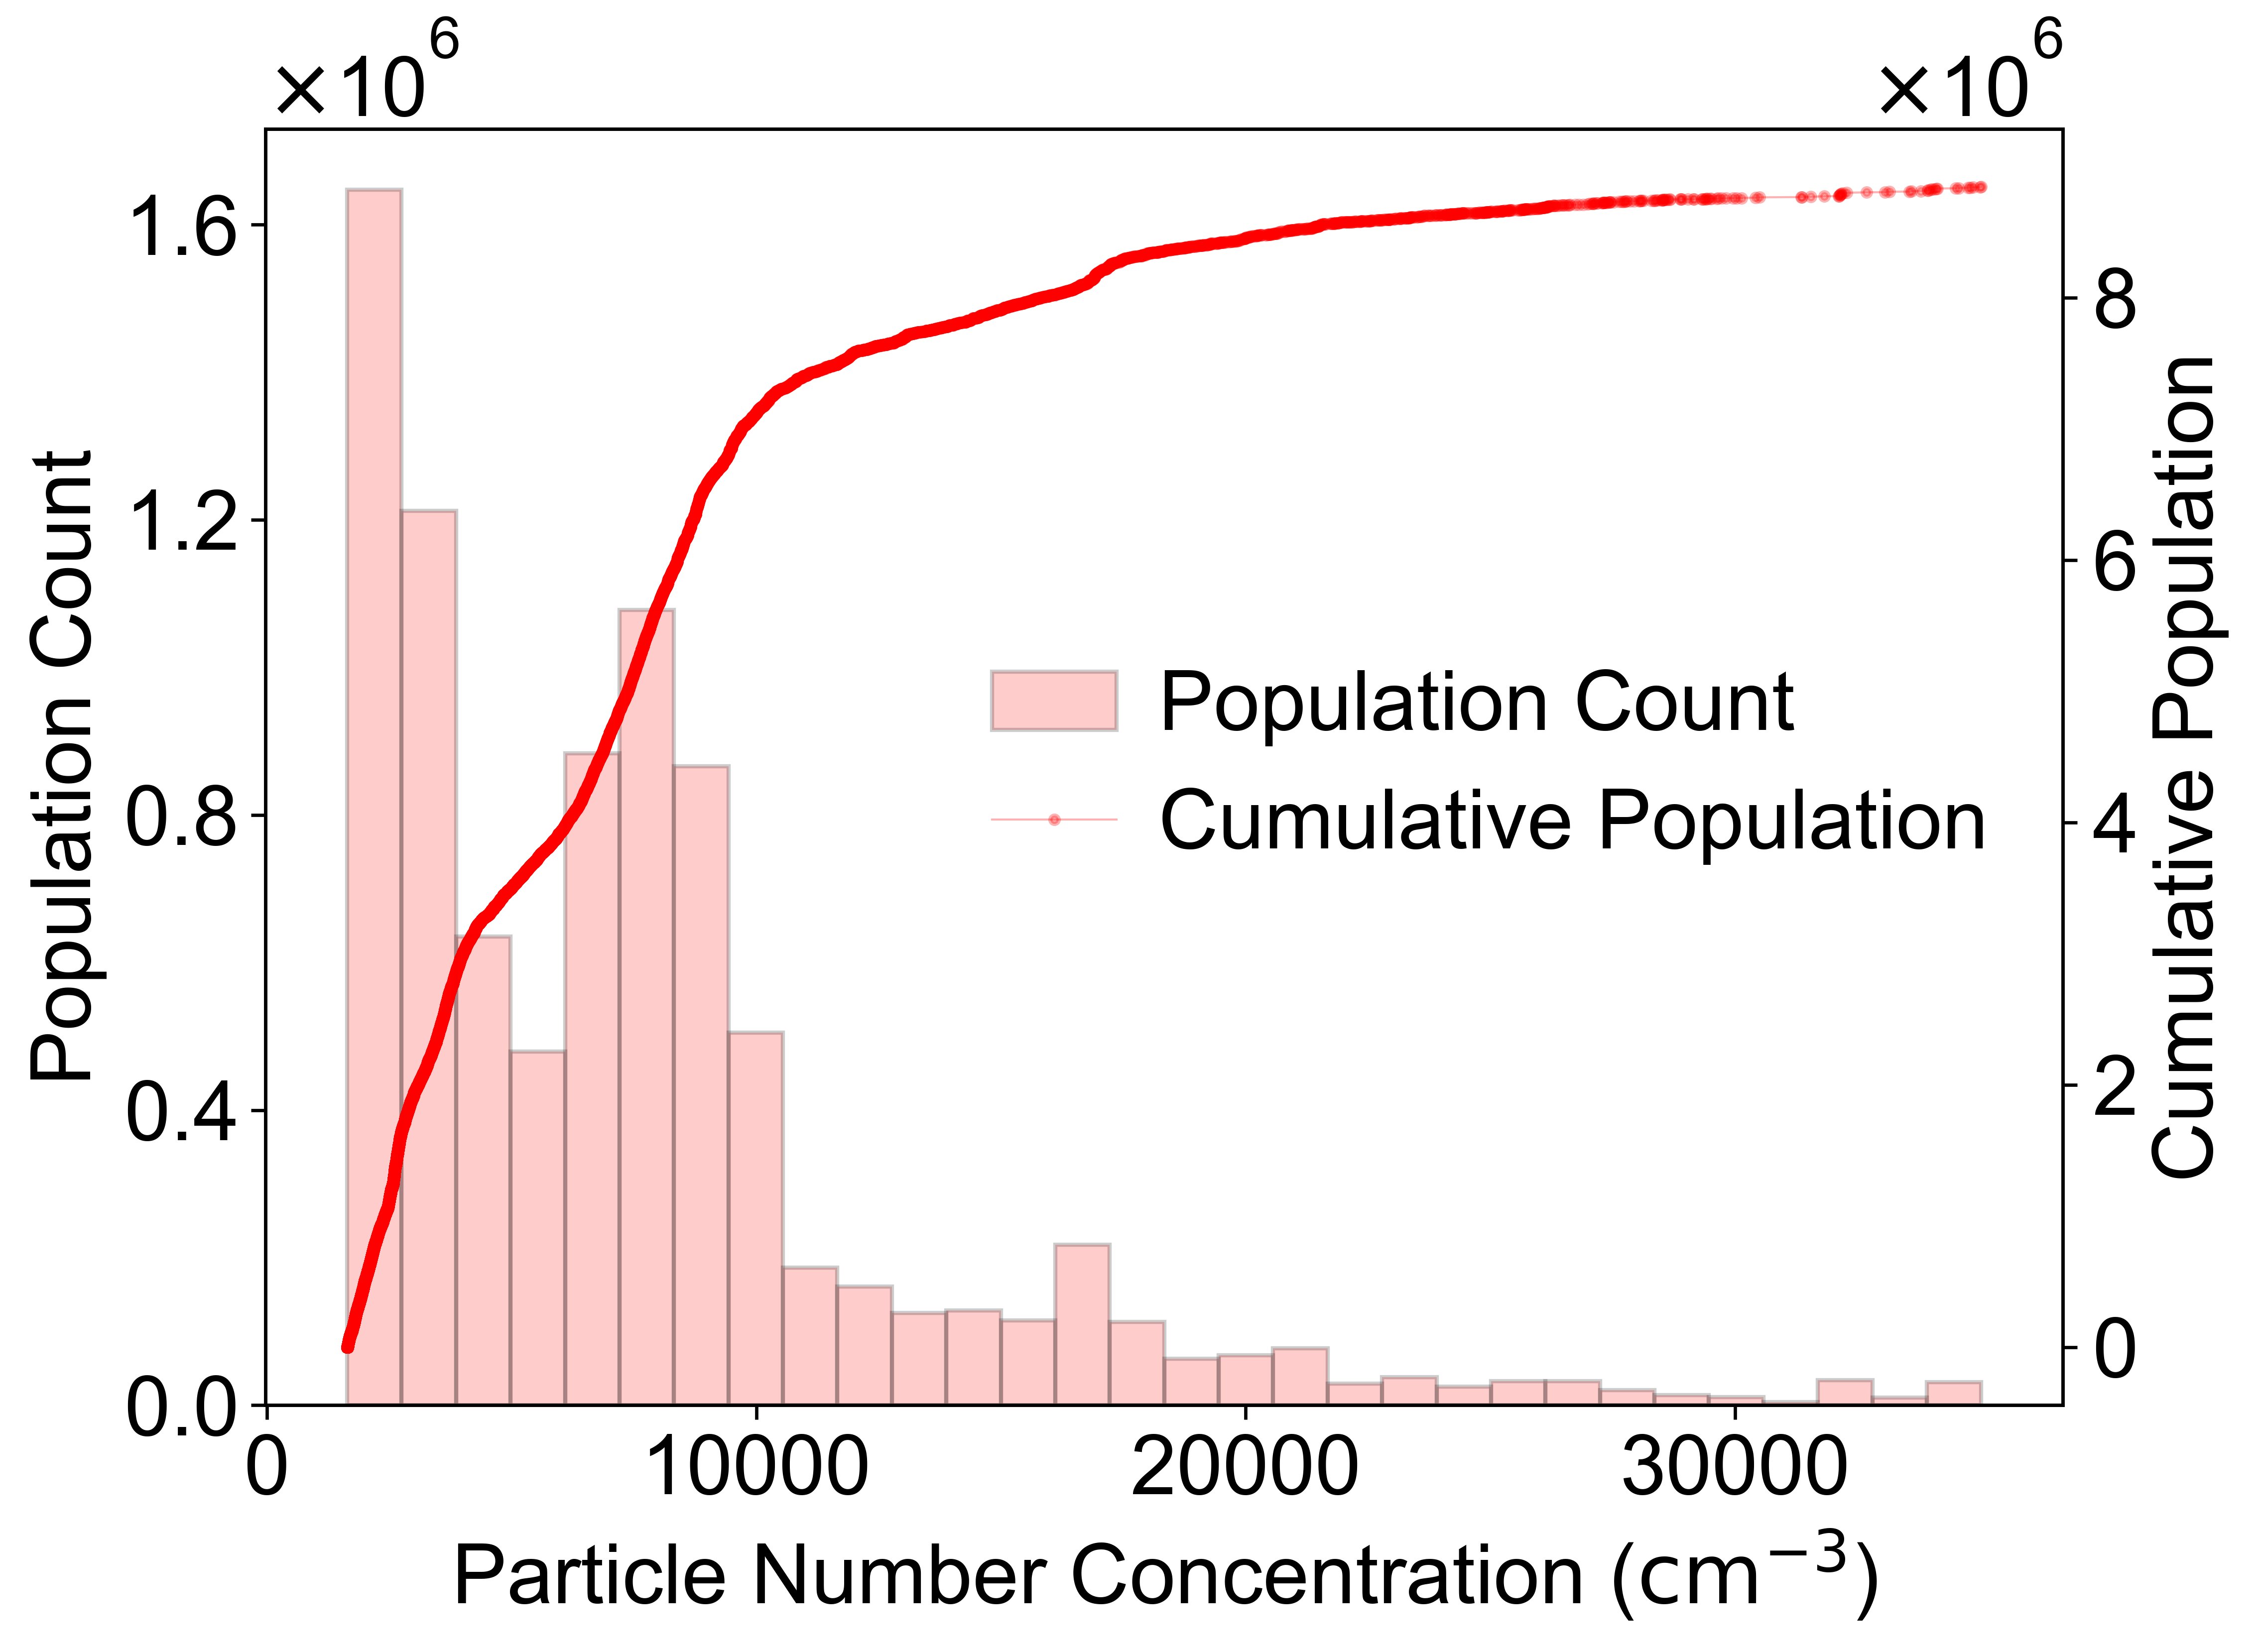 ×10⁶ ×10⁶
1.6
1.2
0.8
0.4
0.0
Population Count
8
6
4
2
0
Cumulative Population
Population Count
Cumulative Population
0 10000 20000 30000
Particle Number Concentration (cm⁻³)